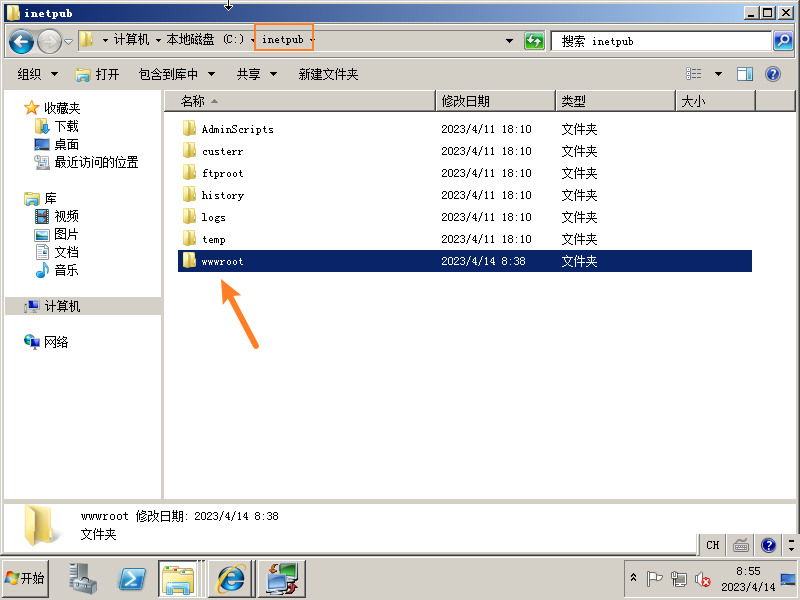 inetpub
计算机 本地磁盘 (C:) inetpub
搜索 inetpub
组织 打开 包含到库中 共享 新建文件夹
名称 修改日期 类型 大小
收藏夹
下载
桌面
最近访问的位置
库
视频
图片
文档
音乐
计算机
网络
AdminScripts 2023/4/11 18:10 文件夹
custerr 2023/4/11 18:10 文件夹
ftproot 2023/4/11 18:10 文件夹
history 2023/4/11 18:10 文件夹
logs 2023/4/11 18:10 文件夹
temp 2023/4/11 18:10 文件夹
wwwroot 2023/4/14 8:38 文件夹
wwwroot 修改日期: 2023/4/14 8:38
文件夹
CH
开始
8:55
2023/4/14